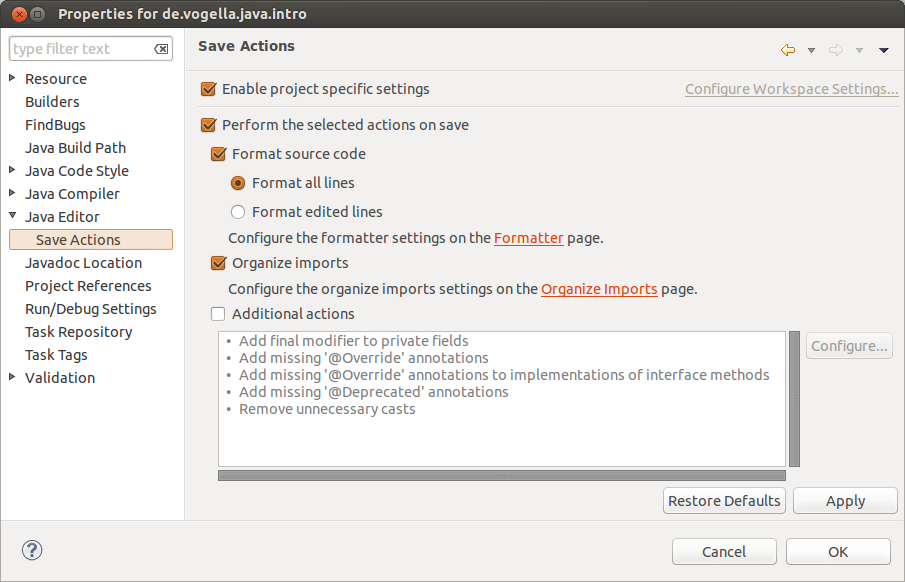 Properties for de.vogella.java.intro
type filter text
Resource
Builders
FindBugs
Java Build Path
Java Code Style
Java Compiler
Java Editor
Save Actions
Javadoc Location
Project References
Run/Debug Settings
Task Repository
Task Tags
Validation
Save Actions
Enable project specific settings
Configure Workspace Settings...
Perform the selected actions on save
Format source code
Format all lines
Format edited lines
Configure the formatter settings on the Formatter page.
Organize imports
Configure the organize imports settings on the Organize Imports page.
Additional actions
• Add final modifier to private fields
• Add missing '@Override' annotations
• Add missing '@Override' annotations to implementations of interface methods
• Add missing '@Deprecated' annotations
• Remove unnecessary casts
Configure...
Restore Defaults
Apply
?
Cancel
OK